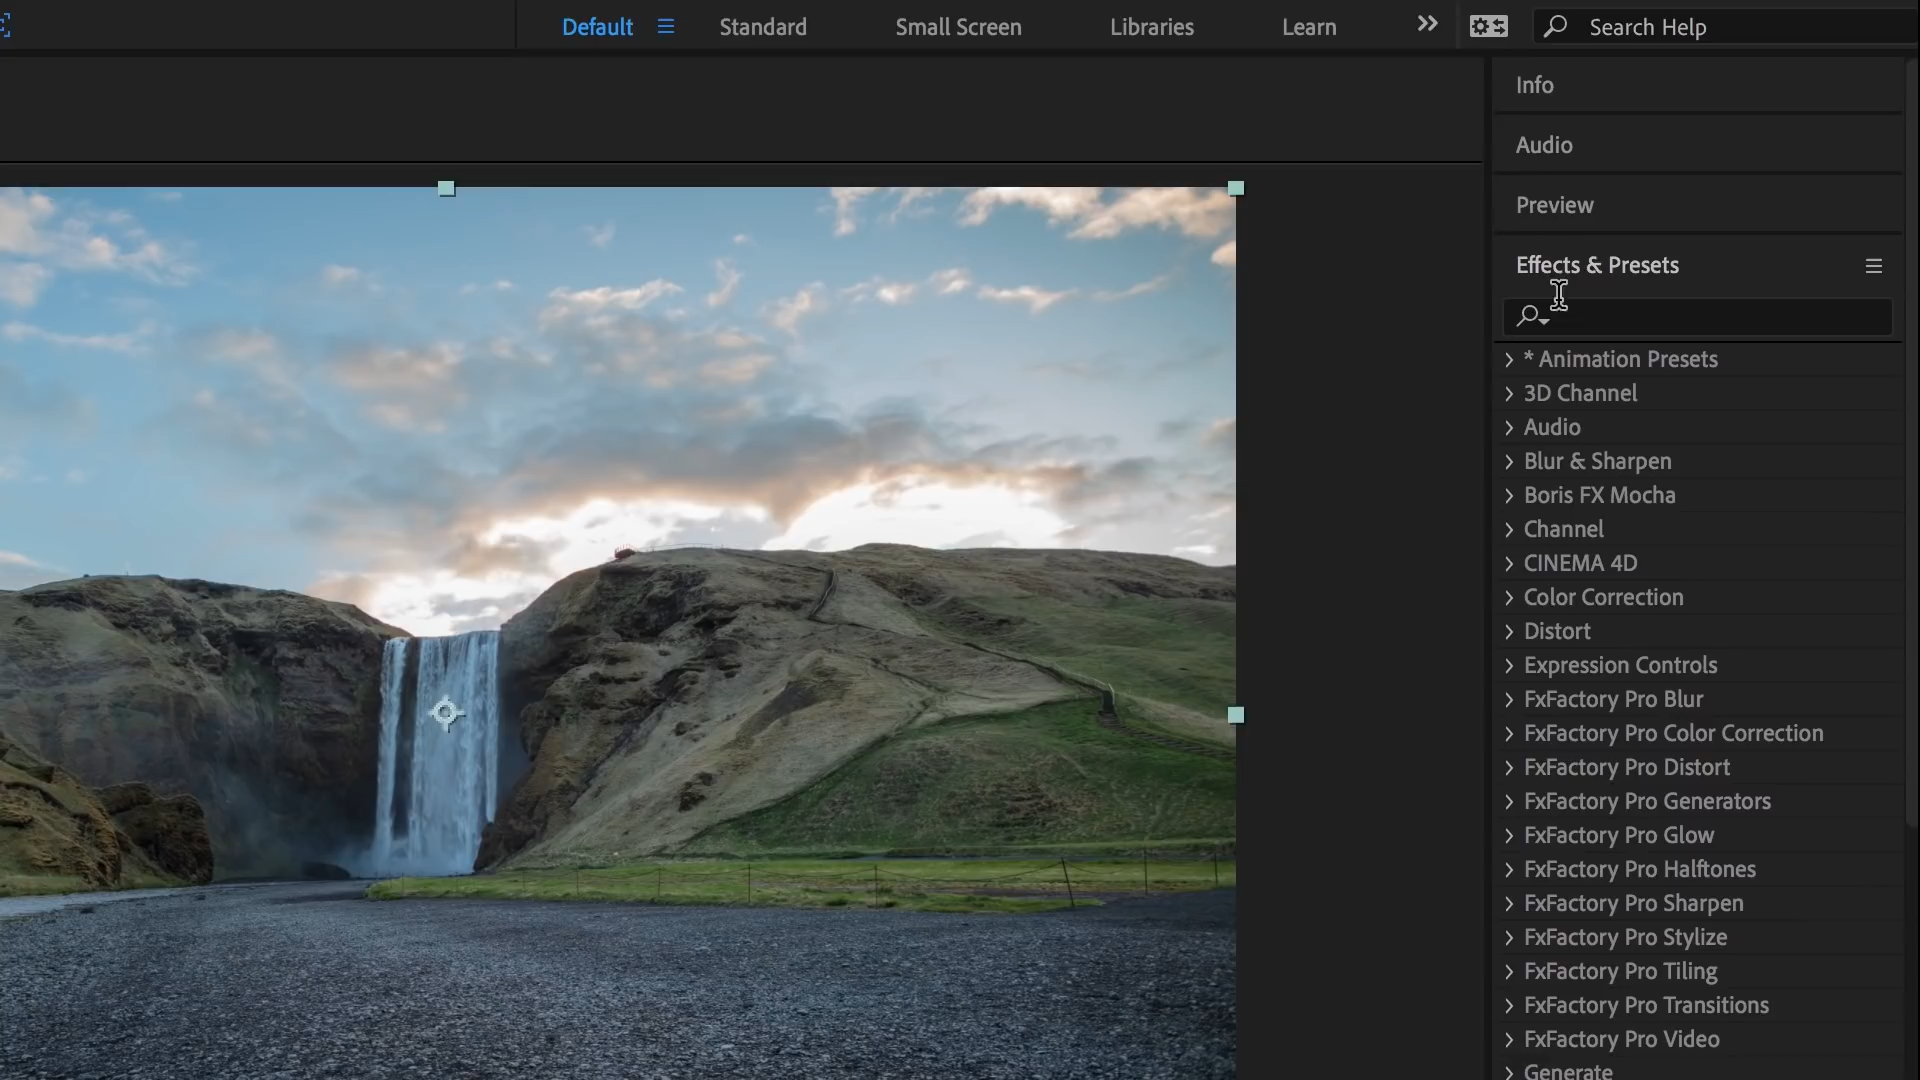 Default
Standard
Small Screen
Libraries
Learn
Search Help
Info
Audio
Preview
Effects & Presets
* Animation Presets
3D Channel
Audio
Blur & Sharpen
Boris FX Mocha
Channel
CINEMA 4D
Color Correction
Distort
Expression Controls
FxFactory Pro Blur
FxFactory Pro Color Correction
FxFactory Pro Distort
FxFactory Pro Generators
FxFactory Pro Glow
FxFactory Pro Halftones
FxFactory Pro Sharpen
FxFactory Pro Stylize
FxFactory Pro Tiling
FxFactory Pro Transitions
FxFactory Pro Video
Generate